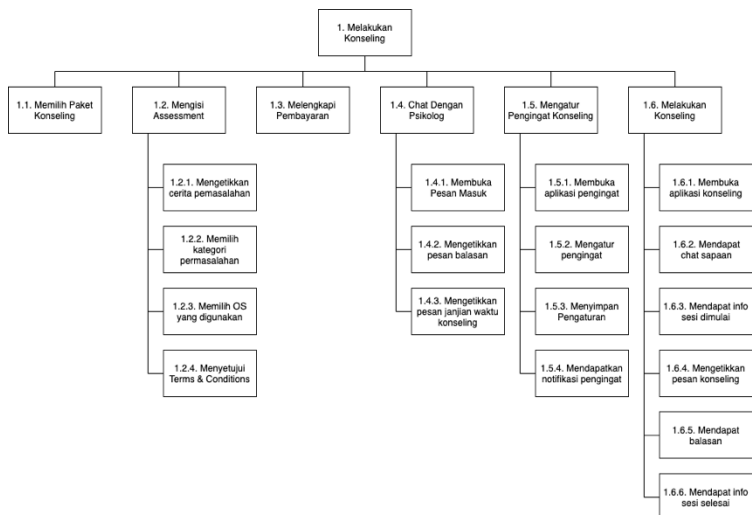 1. Melakukan
Konseling
1.1. Memilih Paket
Konseling
1.2. Mengisi
Assessment
1.3. Melengkapi
Pembayaran
1.4. Chat Dengan
Psikolog
1.5. Mengatur
Pengingat Konseling
1.6. Melakukan
Konseling
1.2.1. Mengetikkan
cerita pemasalahan
1.2.2. Memilih
kategori
permasalahan
1.2.3. Memilih OS
yang digunakan
1.2.4. Menyetujui
Terms & Conditions
1.4.1. Membuka
Pesan Masuk
1.4.2. Mengetikkan
pesan balasan
1.4.3. Mengetikkan
pesan janjian waktu
konseling
1.5.1. Membuka
aplikasi pengingat
1.5.2. Mengatur
pengingat
1.5.3. Menyimpan
Pengaturan
1.5.4. Mendapatkan
notifikasi pengingat
1.6.1. Membuka
aplikasi konseling
1.6.2. Mendapat
chat sapaan
1.6.3. Mendapat info
sesi dimulai
1.6.4. Mengetikkan
pesan konseling
1.6.5. Mendapat
balasan
1.6.6. Mendapat info
sesi selesai